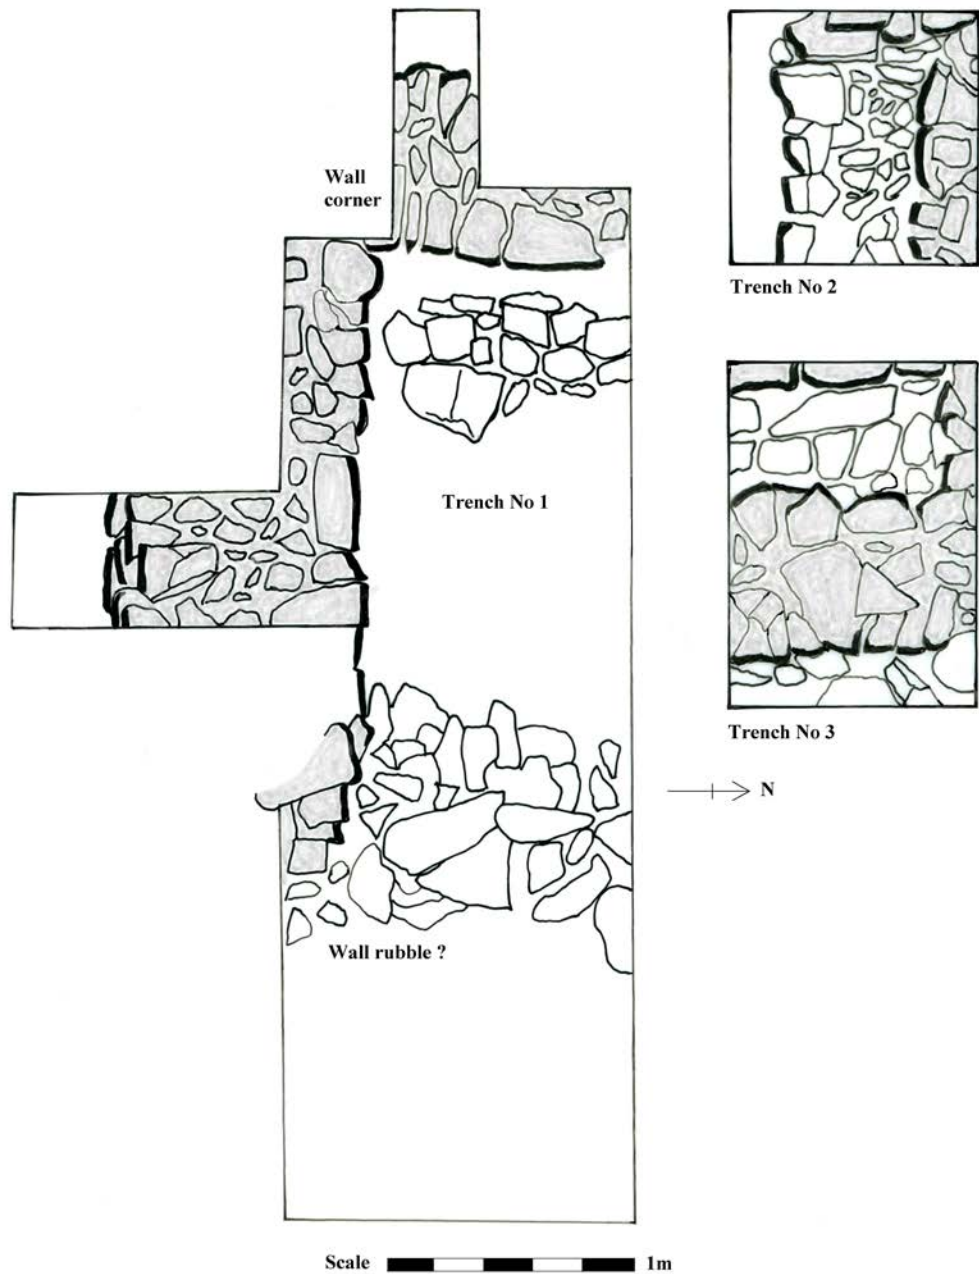 Wall
corner
Trench No 1
Wall rubble ?
Trench No 2
Trench No 3
N
Scale 1m